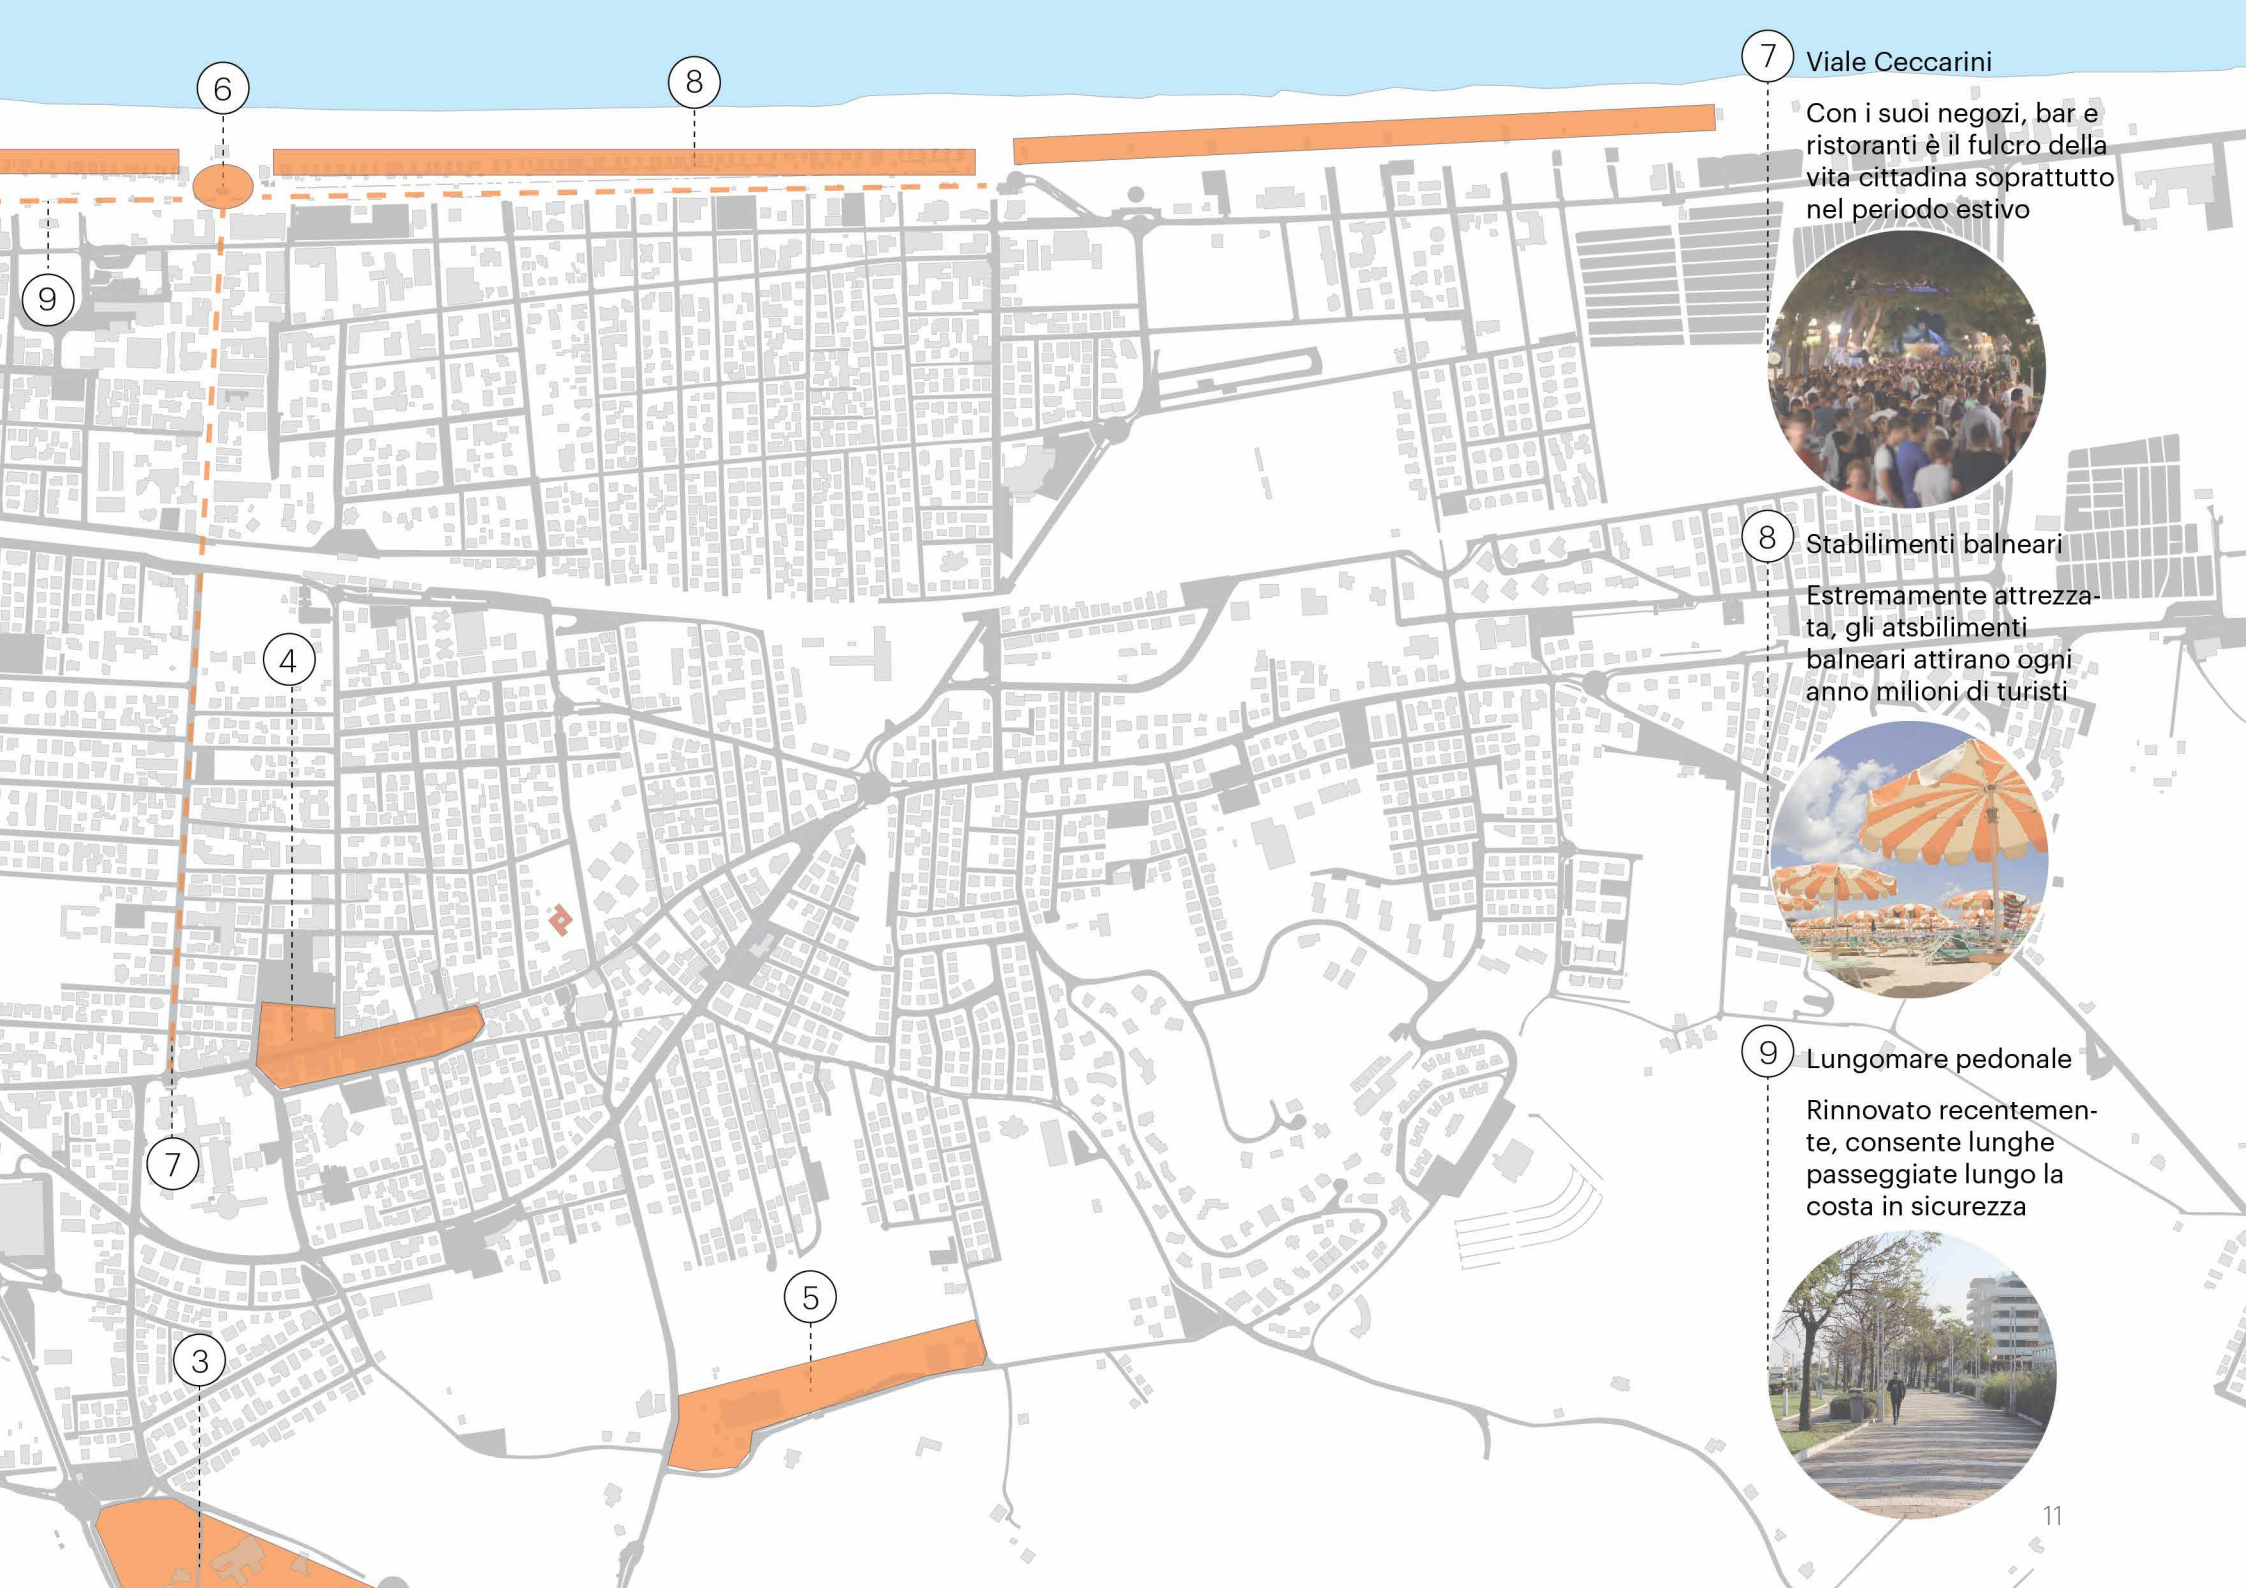 6
8
9
4
7
5
3
7
Viale Ceccarini
Con i suoi negozi, bar e
ristoranti è il fulcro della
vita cittadina soprattutto
nel periodo estivo
8
Stabilimenti balneari
Estremamente attrezza-
ta, gli atsbilimenti
balneari attirano ogni
anno milioni di turisti
9
Lungomare pedonale
Rinnovato recentemen-
te, consente lunghe
passeggiate lungo la
costa in sicurezza
11